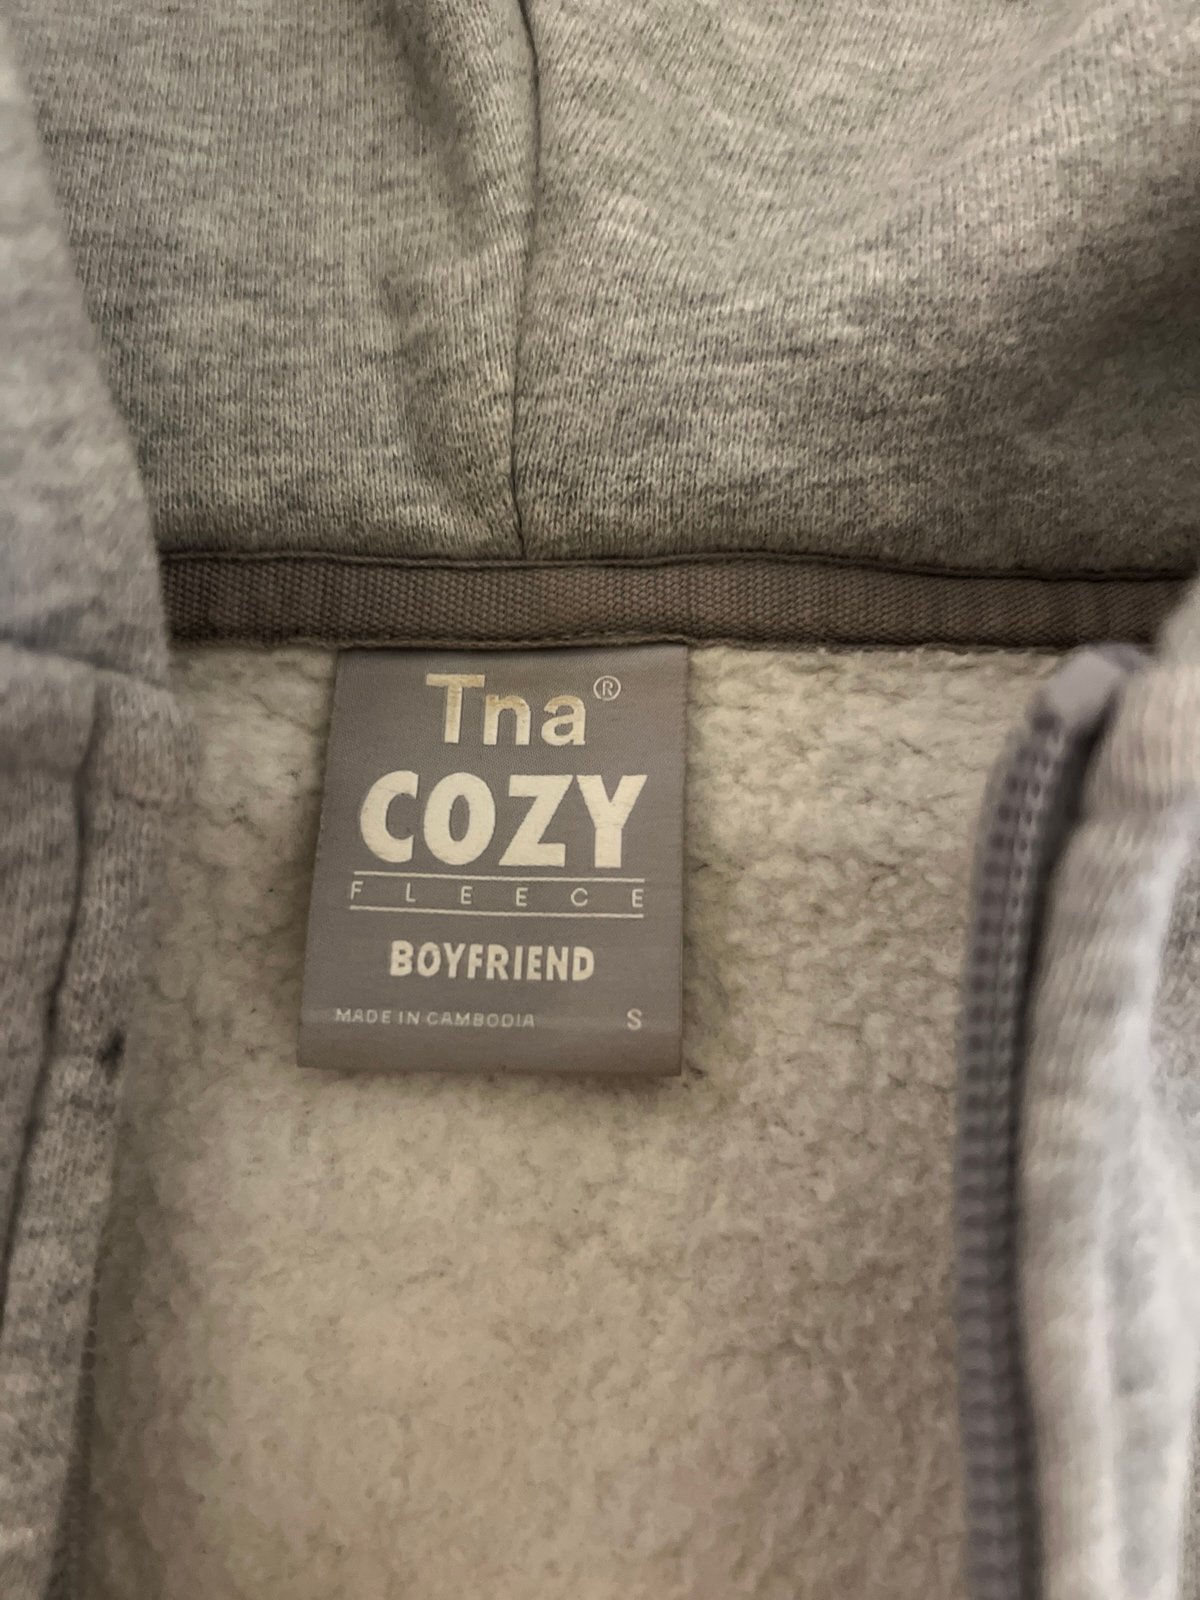 Tna®
COZY
FLEECE
BOYFRIEND
MADE IN CAMBODIA S